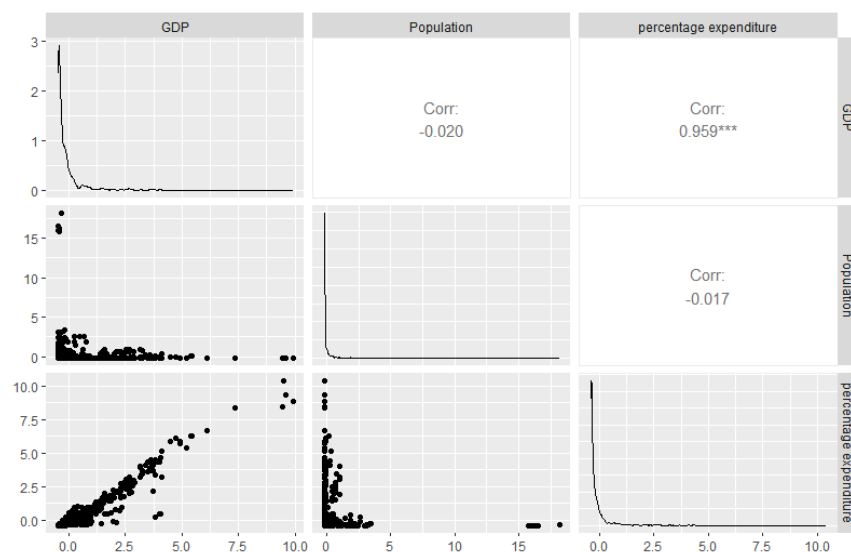 GDP
Population
percentage expenditure
3
2
1
0
Corr:
-0.020
Corr:
0.959***
GDP
15
10
5
0
Corr:
-0.017
Population
10.0
7.5
5.0
2.5
0.0
percentage expenditure
0.0 2.5 5.0 7.5 10.0
0 5 10 15
0.0 2.5 5.0 7.5 10.0